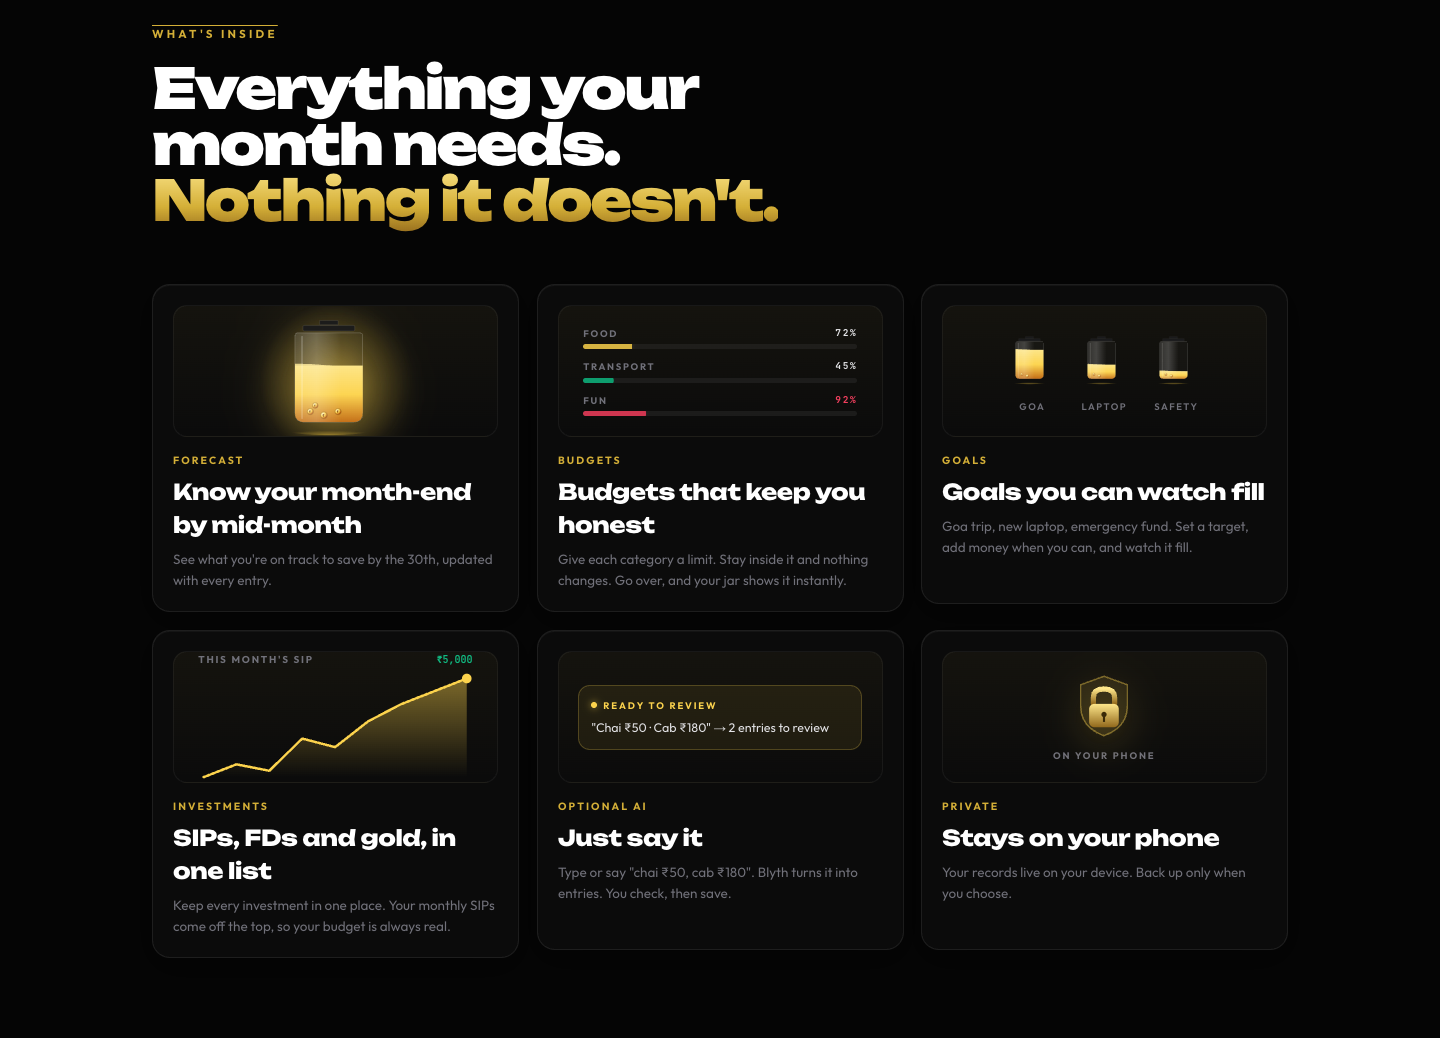 WHAT'S INSIDE
Everything your
month needs.
Nothing it doesn't.
FOOD 72%
TRANSPORT 45%
FUN 92%
GOA LAPTOP SAFETY
FORECAST
Know your month-end
by mid-month
See what you're on track to save by the 30th, updated
with every entry.
BUDGETS
Budgets that keep you
honest
Give each category a limit. Stay inside it and nothing
changes. Go over, and your jar shows it instantly.
GOALS
Goals you can watch fill
Goa trip, new laptop, emergency fund. Set a target,
add money when you can, and watch it fill.
THIS MONTH'S SIP ₹5,000
INVESTMENTS
SIPs, FDs and gold, in
one list
Keep every investment in one place. Your monthly SIPs
come off the top, so your budget is always real.
READY TO REVIEW
"Chai ₹50 · Cab ₹180" → 2 entries to review
OPTIONAL AI
Just say it
Type or say "chai ₹50, cab ₹180". Blyth turns it into
entries. You check, then save.
ON YOUR PHONE
PRIVATE
Stays on your phone
Your records live on your device. Back up only when
you choose.